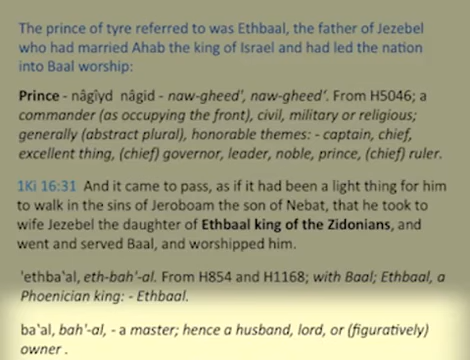 The prince of tyre referred to was Ethbaal, the father of Jezebel
who had married Ahab the king of Israel and had led the nation
into Baal worship:
Prince - nâgîyd nâgid - naw-gheed', naw-gheed'. From H5046; a
commander (as occupying the front), civil, military or religious;
generally (abstract plural), honorable themes: - captain, chief,
excellent thing, (chief) governor, leader, noble, prince, (chief) ruler.
1Ki 16:31 And it came to pass, as if it had been a light thing for him
to walk in the sins of Jeroboam the son of Nebat, that he took to
wife Jezebel the daughter of Ethbaal king of the Zidonians, and
went and served Baal, and worshipped him.
'ethba'al, eth-bah'-al. From H854 and H1168; with Baal; Ethbaal, a
Phoenician king: - Ethbaal.
ba'al, bah'-al, - a master; hence a husband, lord, or (figuratively)
owner .